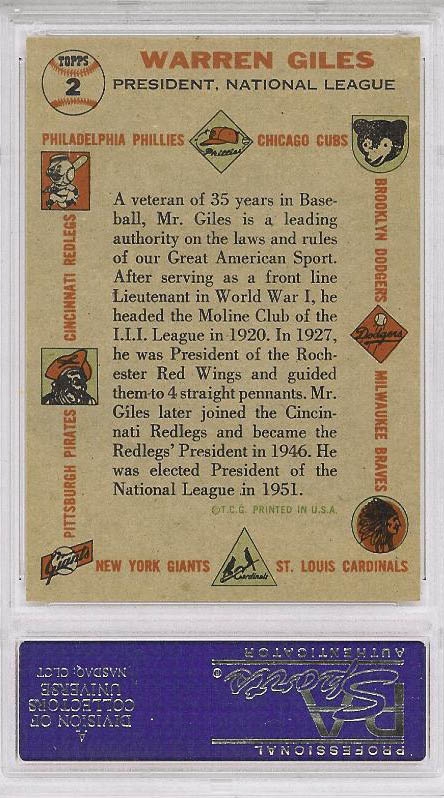 TOPPS
2
WARREN GILES
PRESIDENT, NATIONAL LEAGUE
PHILADELPHIA PHILLIES
Phillies
CHICAGO CUBS
CINCINNATI REDLEGS
BROOKLYN DODGERS
Dodgers
PITTSBURGH PIRATES
MILWAUKEE BRAVES
A veteran of 35 years in Base-
ball, Mr. Giles is a leading
authority on the laws and rules
of our Great American Sport.
After serving as a front line
Lieutenant in World War I, he
headed the Moline Club of the
I.I.I. League in 1920. In 1927,
he was President of the Roch-
ester Red Wings and guided
them to 4 straight pennants. Mr.
Giles later joined the Cincin-
nati Redlegs and became the
Redlegs' President in 1946. He
was elected President of the
National League in 1951.
©T.C.G. PRINTED IN U.S.A.
Giants
NEW YORK GIANTS
Cardinals
ST. LOUIS CARDINALS
PROFESSIONAL
Sports
AUTHENTICATOR
PSA
®
A
DIVISION OF
COLLECTORS
UNIVERSE
NASDAQ: CLCT